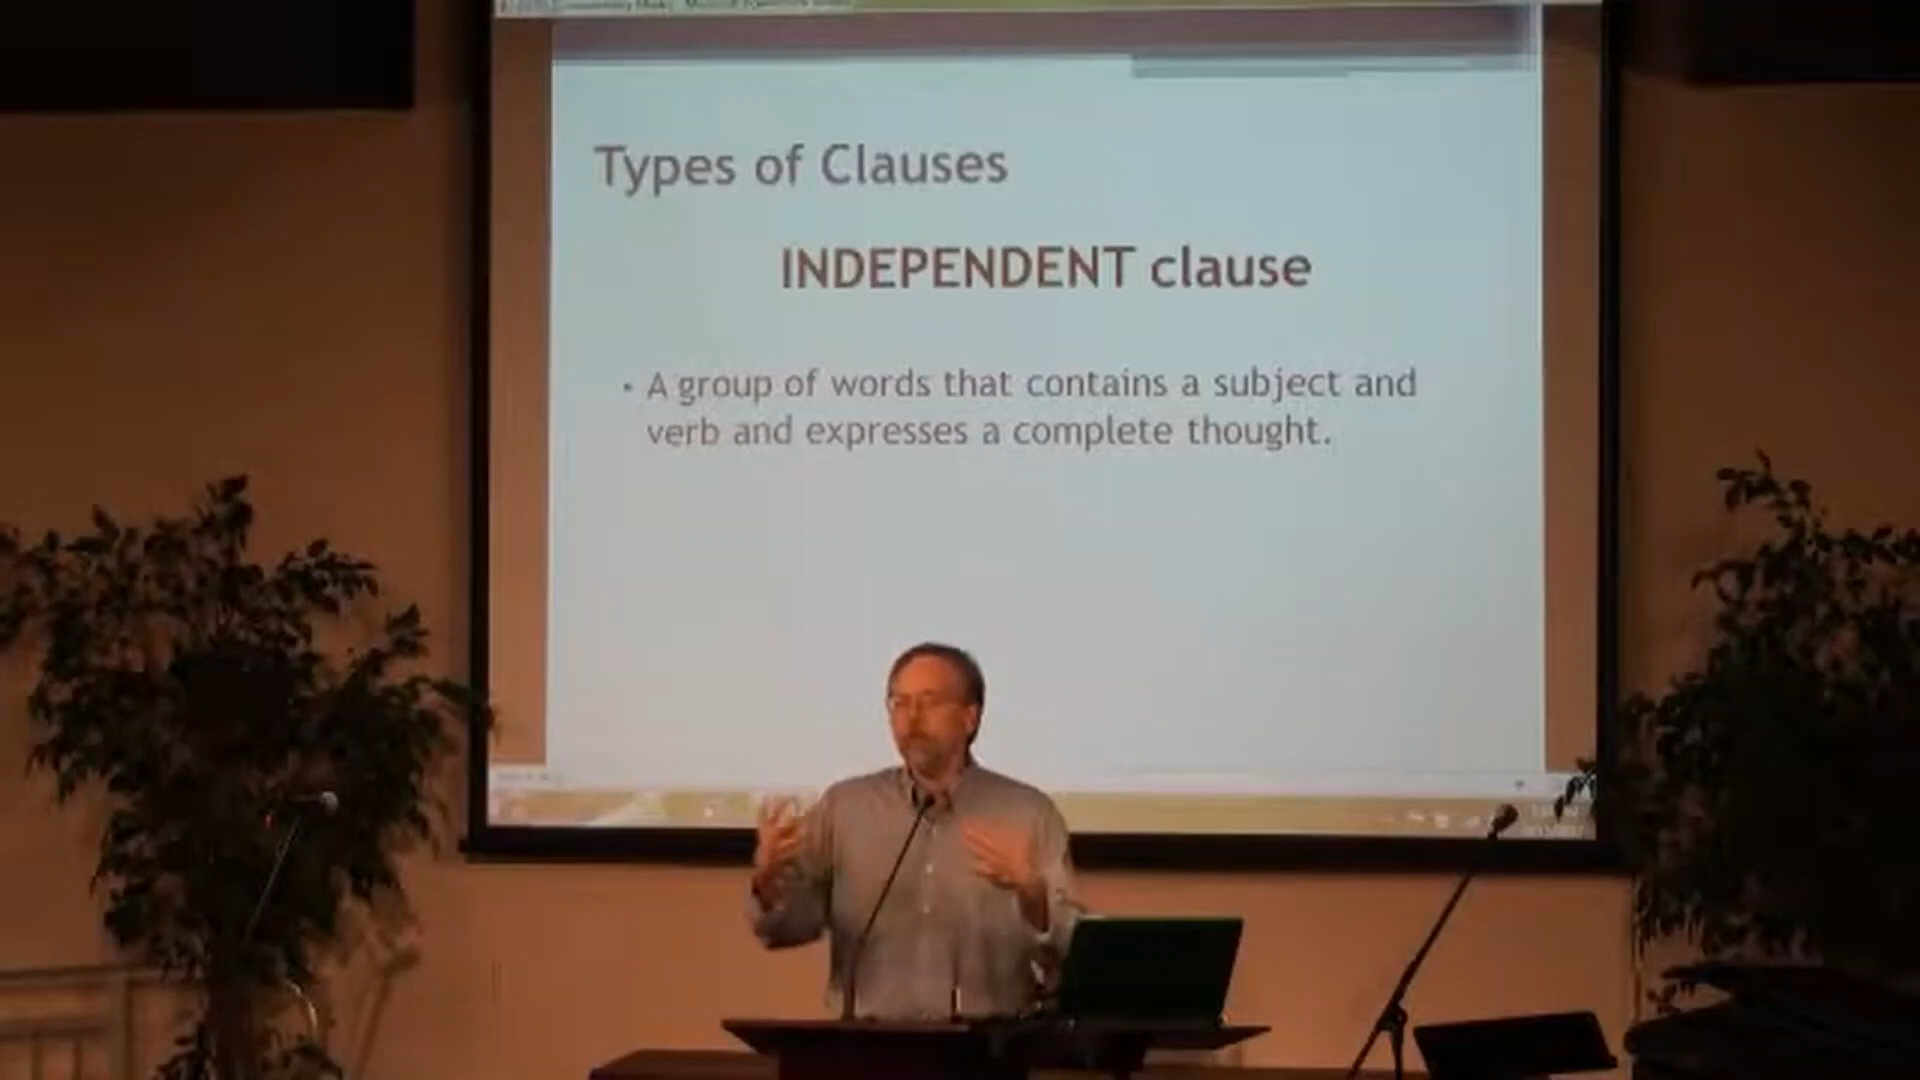 Types of Clauses
INDEPENDENT clause
• A group of words that contains a subject and
verb and expresses a complete thought.